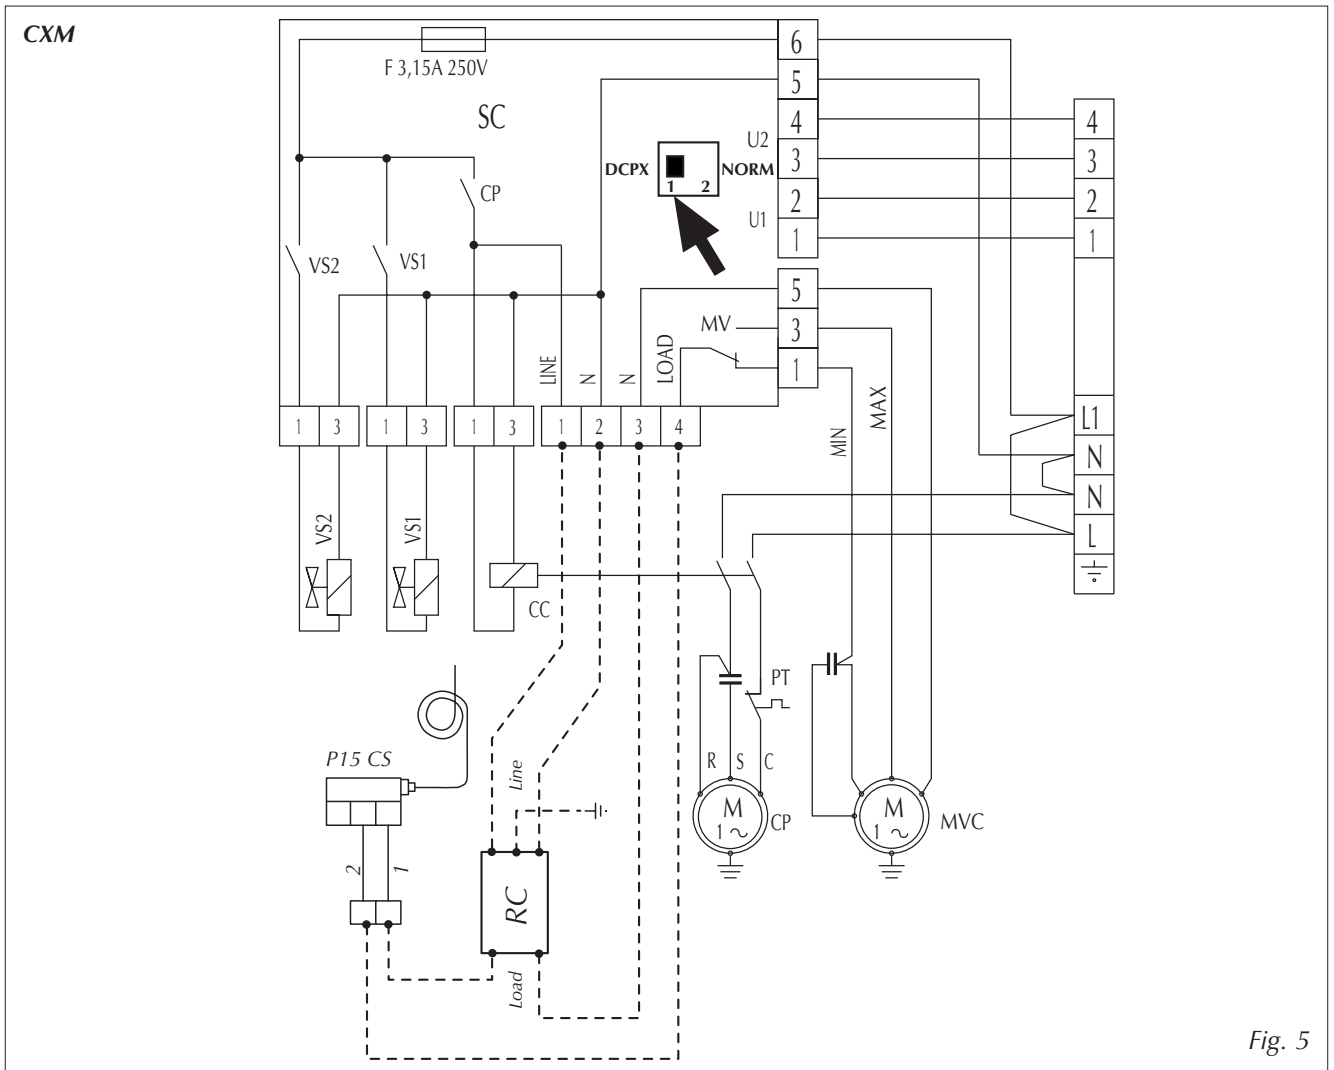 CXM
F 3,15A 250V
SC
6
5
4
3
2
1
U2
U1
DCPX
NORM
1 2
4
3
2
1
CP
VS2
VS1
5
3
1
MV
LINE
N
N
LOAD
MIN
MAX
L1
N
N
L
1 3
1 3
1 3
1 2 3 4
VS2
VS1
CC
PT
R S C
M
1
CP
M
1
MVC
P15 CS
2
1
Line
RC
Load
Fig. 5